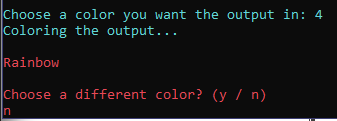 Choose a color you want the output in: 4
Coloring the output...
Rainbow
Choose a different color? (y / n)
n